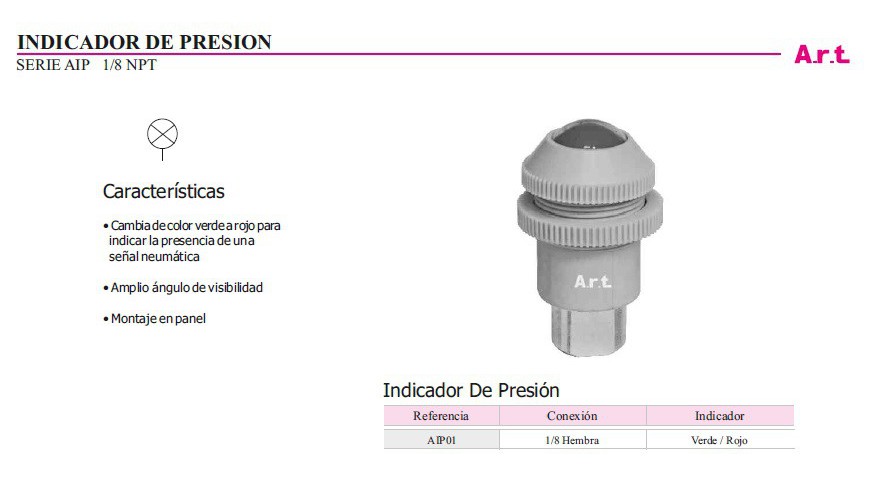 INDICADOR DE PRESION
A.r.t.
SERIE AIP 1/8 NPT
Características
• Cambia de color verde a rojo para
indicar la presencia de una
señal neumática
• Amplio ángulo de visibilidad
• Montaje en panel
A.r.t.
Indicador De Presión
Referencia Conexión Indicador
AIP01 1/8 Hembra Verde / Rojo